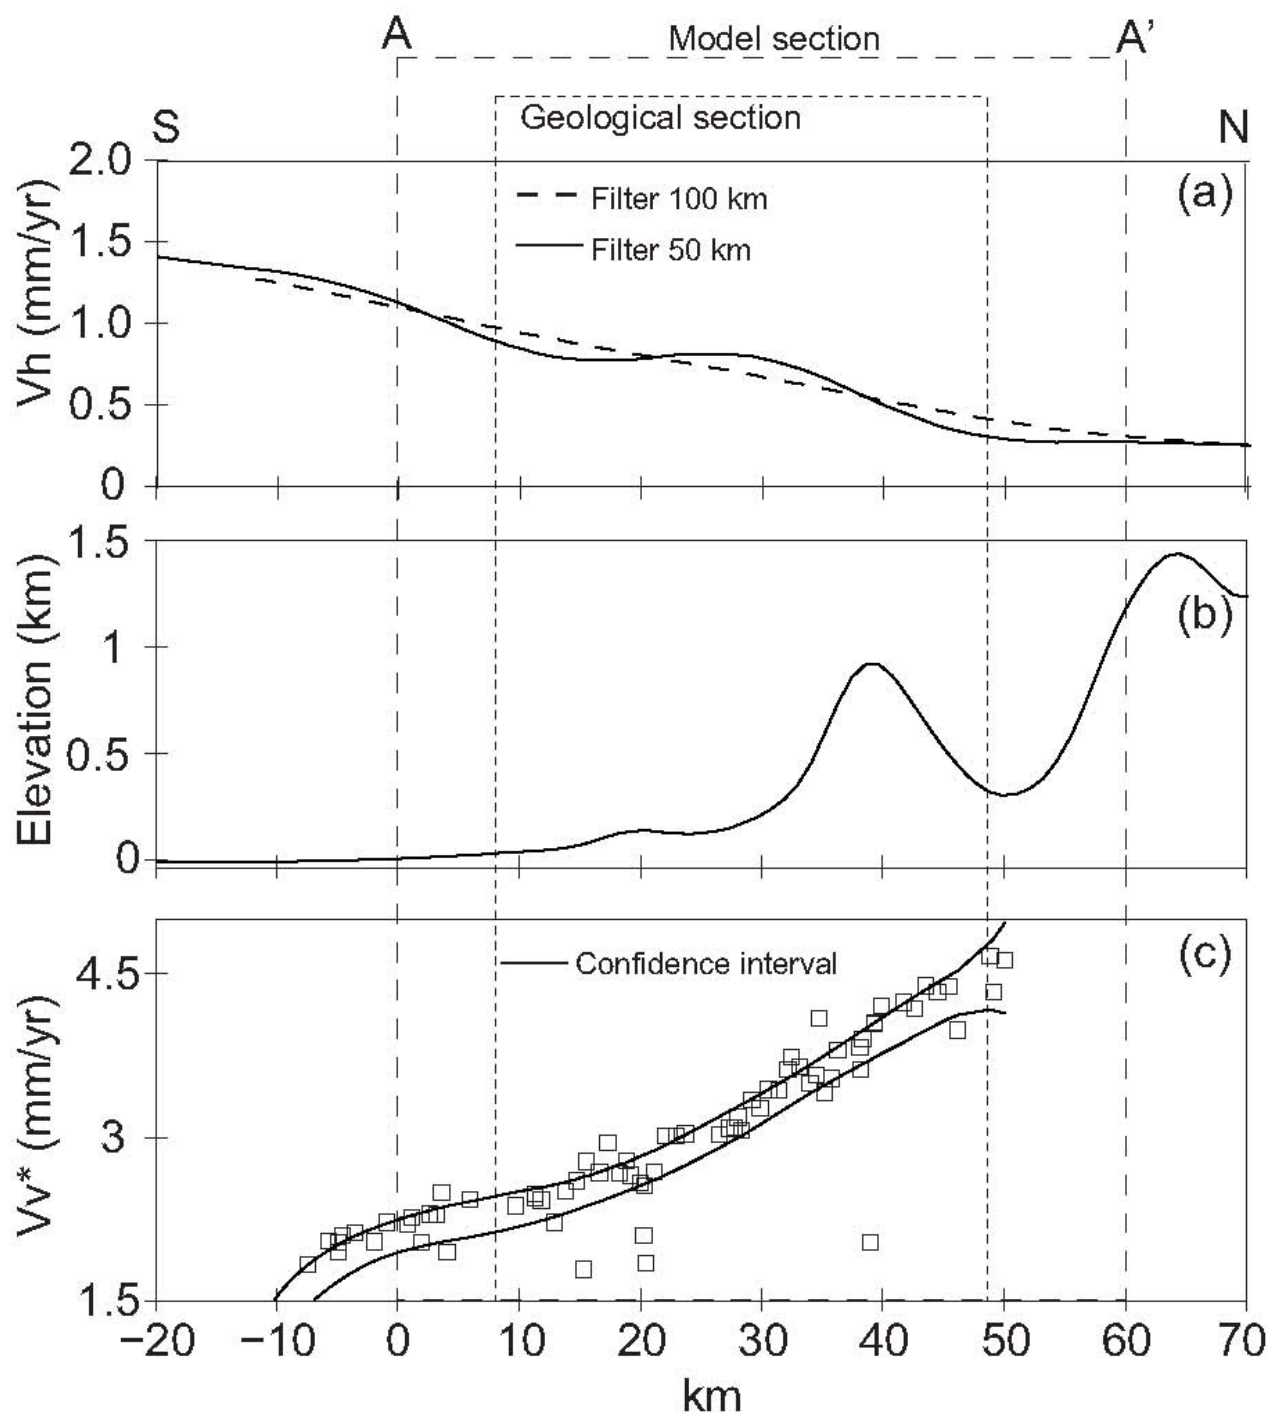 A
Model section
A’
S
Geological section
N
2.0
1.5
1.0
0.5
0
Vh (mm/yr)
Filter 100 km
Filter 50 km
(a)
1.5
1
0.5
0
Elevation (km)
(b)
4.5
3
1.5
Vv* (mm/yr)
Confidence interval
(c)
−20 −10 0 10 20 30 40 50 60 70
km